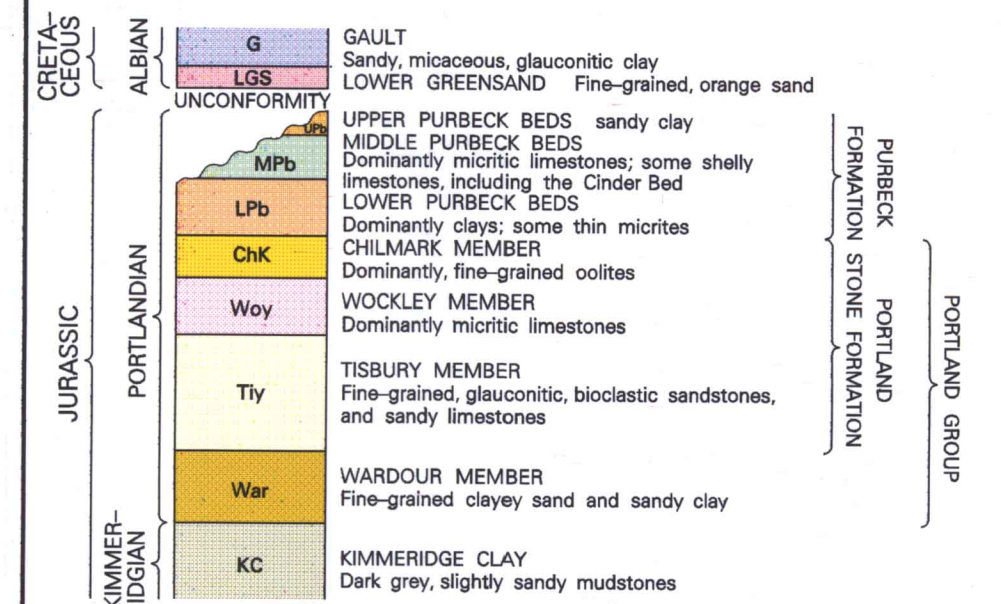 CRETA–
CEOUS
ALBIAN
G
GAULT
Sandy, micaceous, glauconitic clay
LGS
LOWER GREENSAND Fine–grained, orange sand
UNCONFORMITY
JURASSIC
PORTLANDIAN
UPb
UPPER PURBECK BEDS sandy clay
MPb
MIDDLE PURBECK BEDS
Dominantly micritic limestones; some shelly
limestones, including the Cinder Bed
LPb
LOWER PURBECK BEDS
Dominantly clays; some thin micrites
ChK
CHILMARK MEMBER
Dominantly, fine–grained oolites
Woy
WOCKLEY MEMBER
Dominantly micritic limestones
Tiy
TISBURY MEMBER
Fine–grained, glauconitic, bioclastic sandstones,
and sandy limestones
War
WARDOUR MEMBER
Fine–grained clayey sand and sandy clay
KIMMER–
IDGIAN
KC
KIMMERIDGE CLAY
Dark grey, slightly sandy mudstones
PURBECK
FORMATION
PORTLAND
STONE FORMATION
PORTLAND GROUP